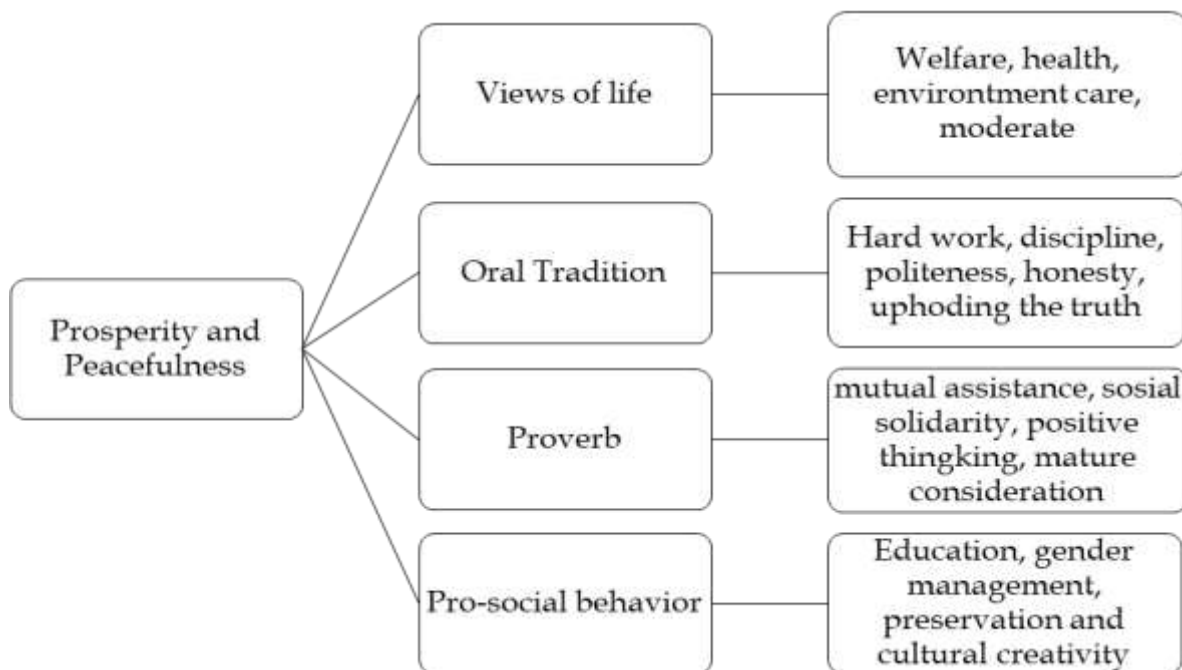 Prosperity and
Peacefulness
Views of life
Welfare, health,
environtment care,
moderate
Oral Tradition
Hard work, discipline,
politeness, honesty,
uphoding the truth
Proverb
mutual assistance, sosial
solidarity, positive
thingking, mature
consideration
Pro-social behavior
Education, gender
management,
preservation and
cultural creativity